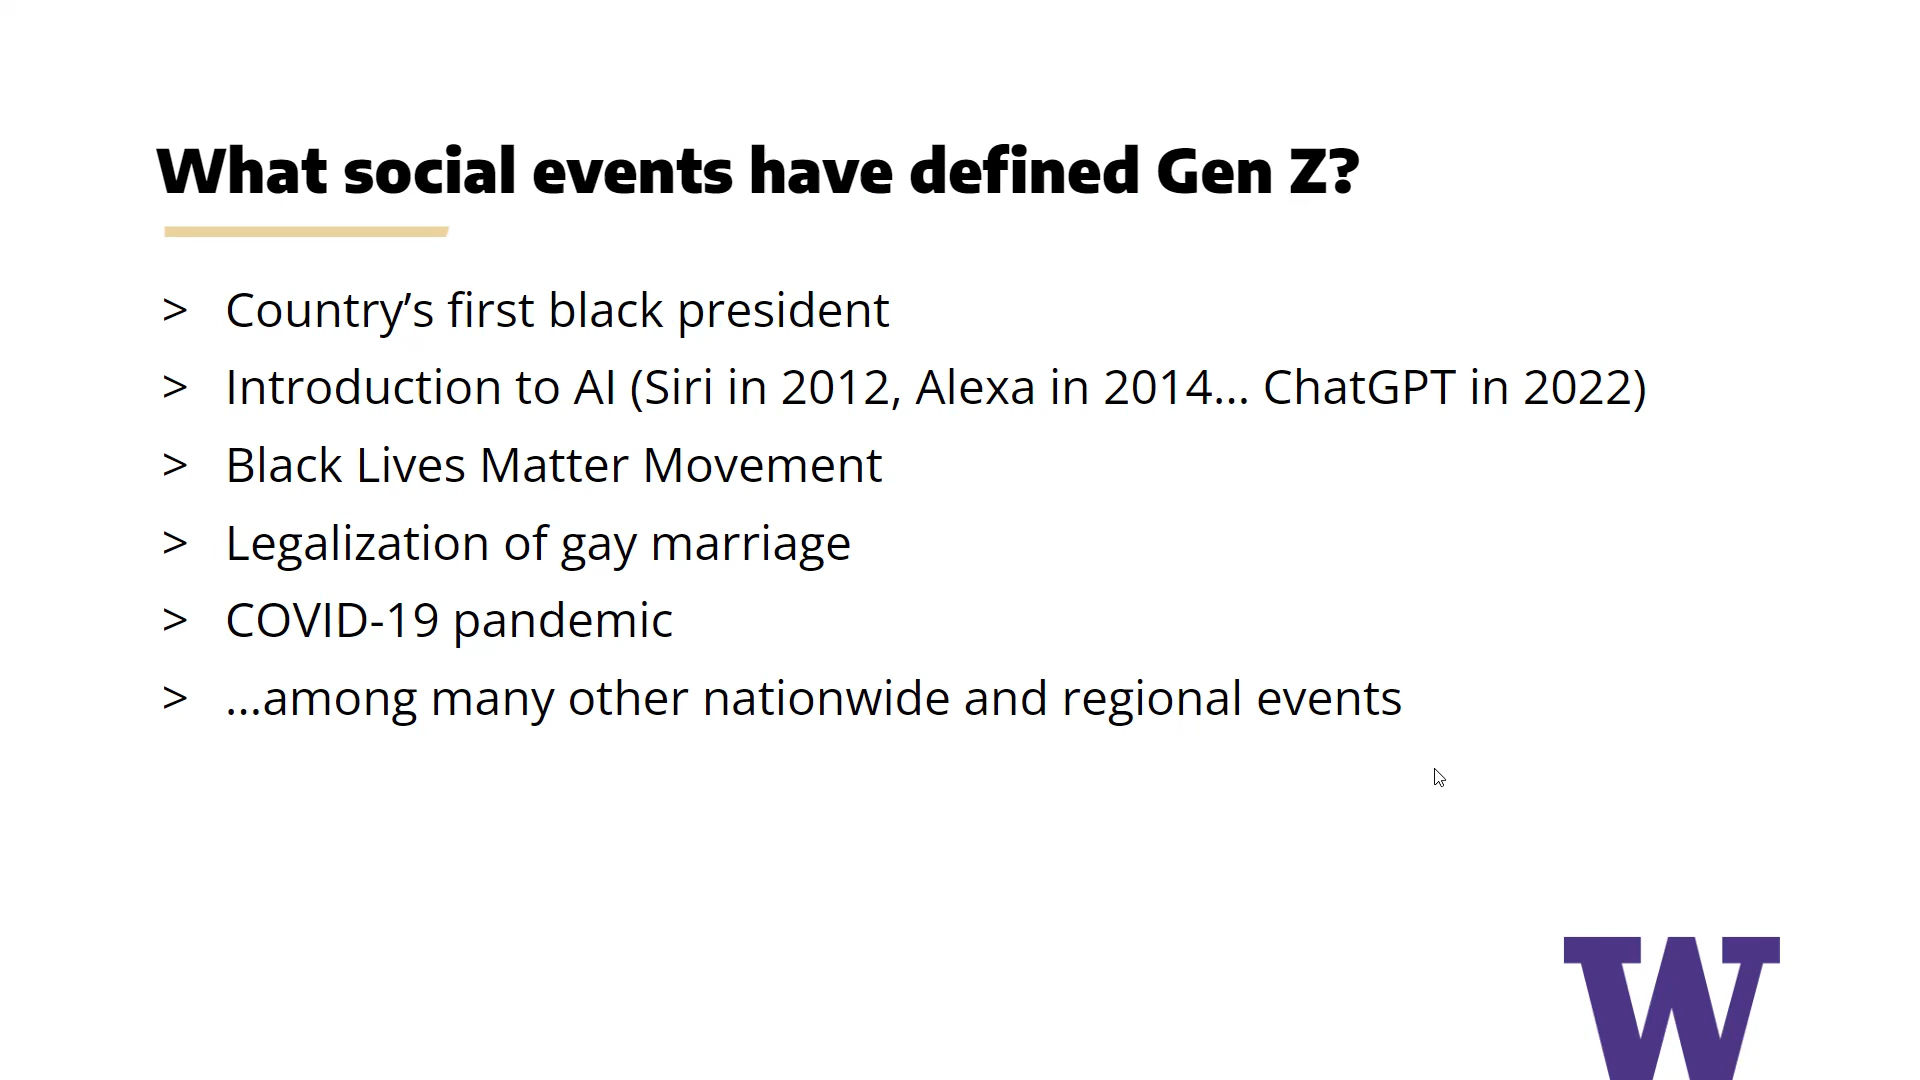 What social events have defined Gen Z?
> Country’s first black president
> Introduction to AI (Siri in 2012, Alexa in 2014... ChatGPT in 2022)
> Black Lives Matter Movement
> Legalization of gay marriage
> COVID-19 pandemic
> ...among many other nationwide and regional events
W